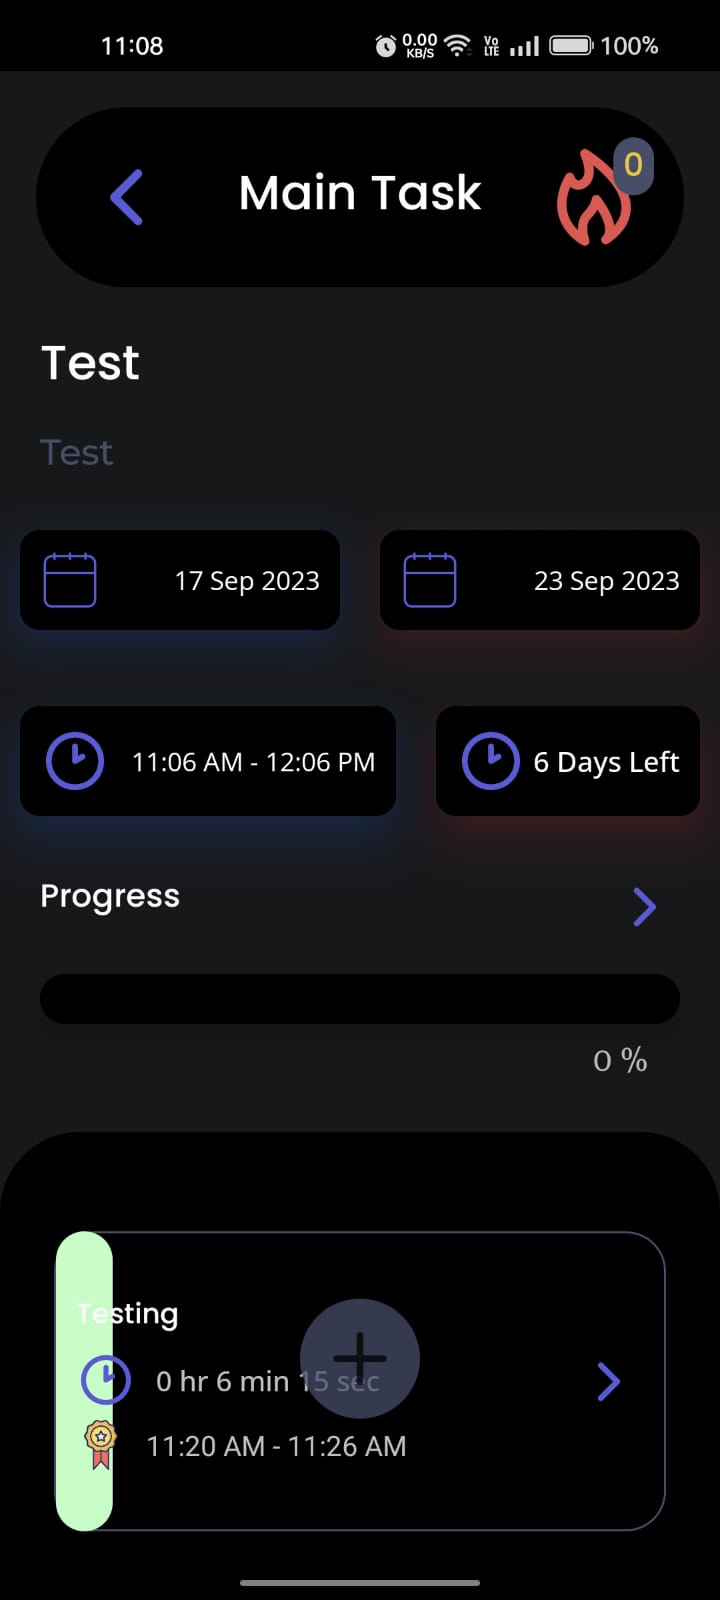 11:08
0.00 KB/S
Vo LTE
100%
Main Task
0
Test
Test
17 Sep 2023
23 Sep 2023
11:06 AM - 12:06 PM
6 Days Left
Progress
0 %
Testing
0 hr 6 min 15 sec
11:20 AM - 11:26 AM